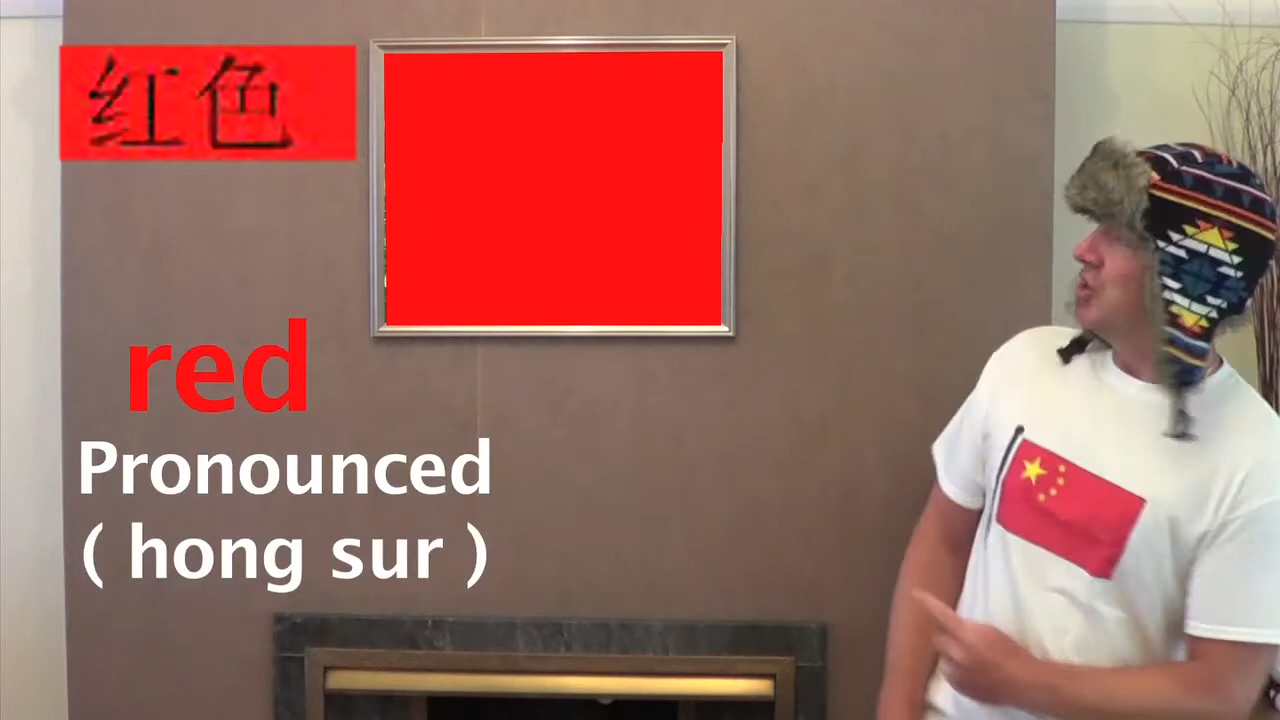 红色
red
Pronounced
( hong sur )